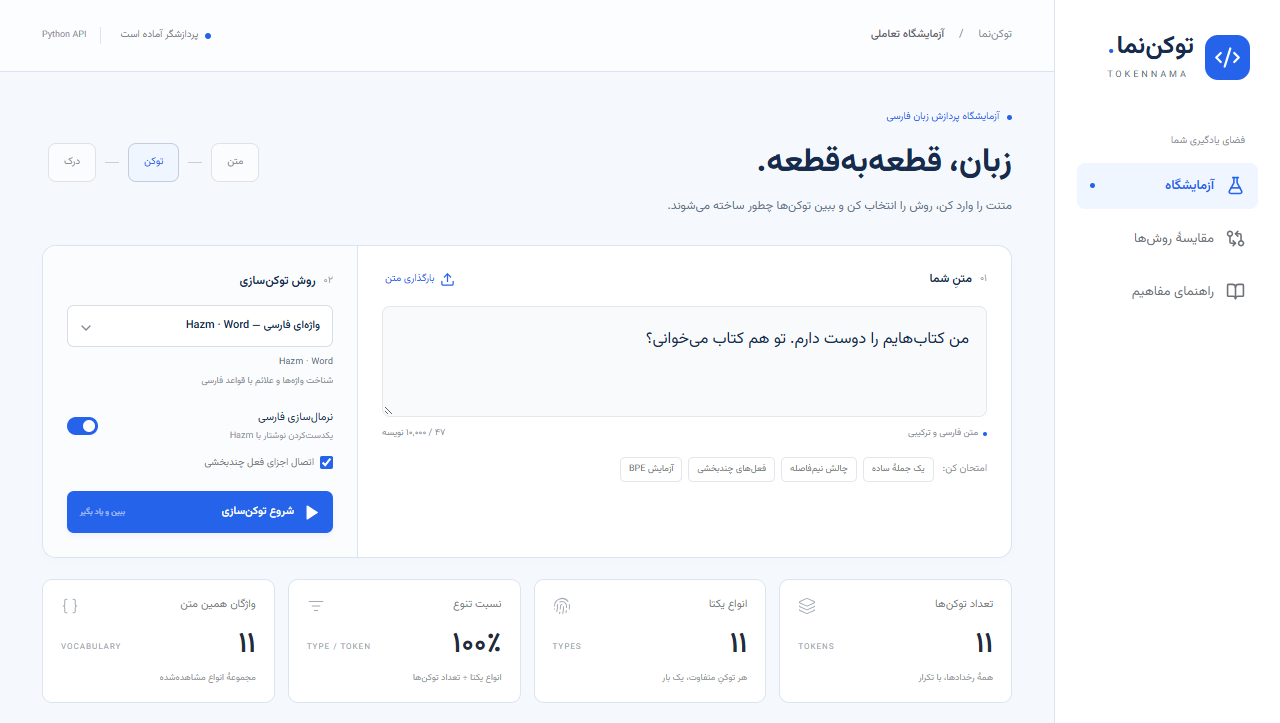 توکن‌نما.
TOKENNAMA
فضای یادگیری شما
آزمایشگاه
مقایسهٔ روش‌ها
راهنمای مفاهیم
توکن‌نما / آزمایشگاه تعاملی
پردازشگر آماده است
Python API
آزمایشگاه پردازش زبان فارسی
زبان، قطعه‌به‌قطعه.
متنت را وارد کن، روش را انتخاب کن و ببین توکن‌ها چطور ساخته می‌شوند.
متن — توکن — درک
۰۱ متنِ شما
بارگذاری متن
من کتاب‌هایم را دوست دارم. تو هم کتاب می‌خوانی؟
متن فارسی و ترکیبی
۴۷ / ۱۰,۰۰۰ نویسه
امتحان کن: یک جملهٔ ساده چالش نیم‌فاصله فعل‌های چندبخشی آزمایش BPE
۰۲ روش توکن‌سازی
واژه‌ای فارسی — Hazm · Word
Hazm · Word
شناخت واژه‌ها و علائم با قواعد فارسی
نرمال‌سازی فارسی
یکدست‌کردن نوشتار با Hazm
اتصال اجزای فعل چندبخشی
شروع توکن‌سازی
ببین و یاد بگیر
تعداد توکن‌ها
۱۱
TOKENS
همهٔ رخدادها، با تکرار
انواع یکتا
۱۱
TYPES
هر توکنِ متفاوت، یک بار
نسبت تنوع
۱۰۰٪
TYPE / TOKEN
انواع یکتا ÷ تعداد توکن‌ها
واژگان همین متن
۱۱
VOCABULARY
مجموعهٔ انواع مشاهده‌شده